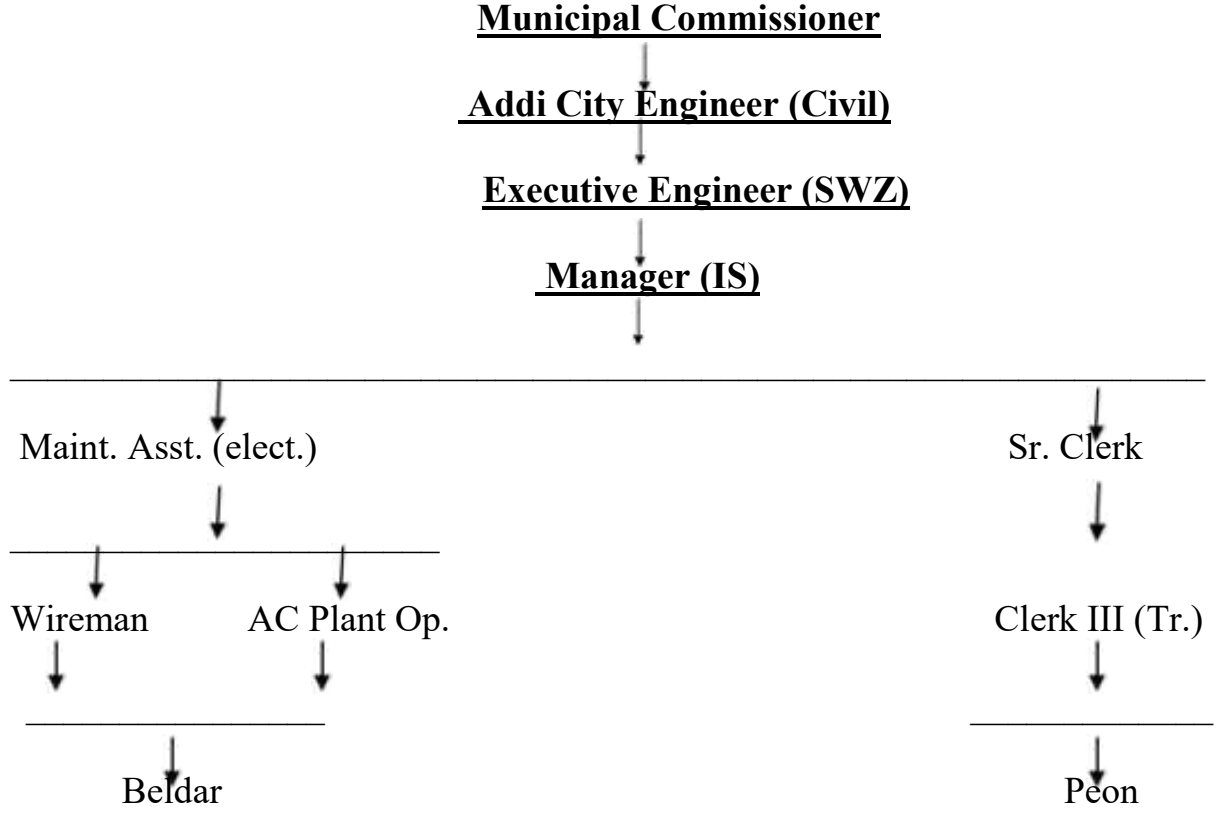 Municipal Commissioner
Addi City Engineer (Civil)
Executive Engineer (SWZ)
Manager (IS)
Maint. Asst. (elect.) Sr. Clerk
Wireman AC Plant Op. Clerk III (Tr.)
Beldar Peon